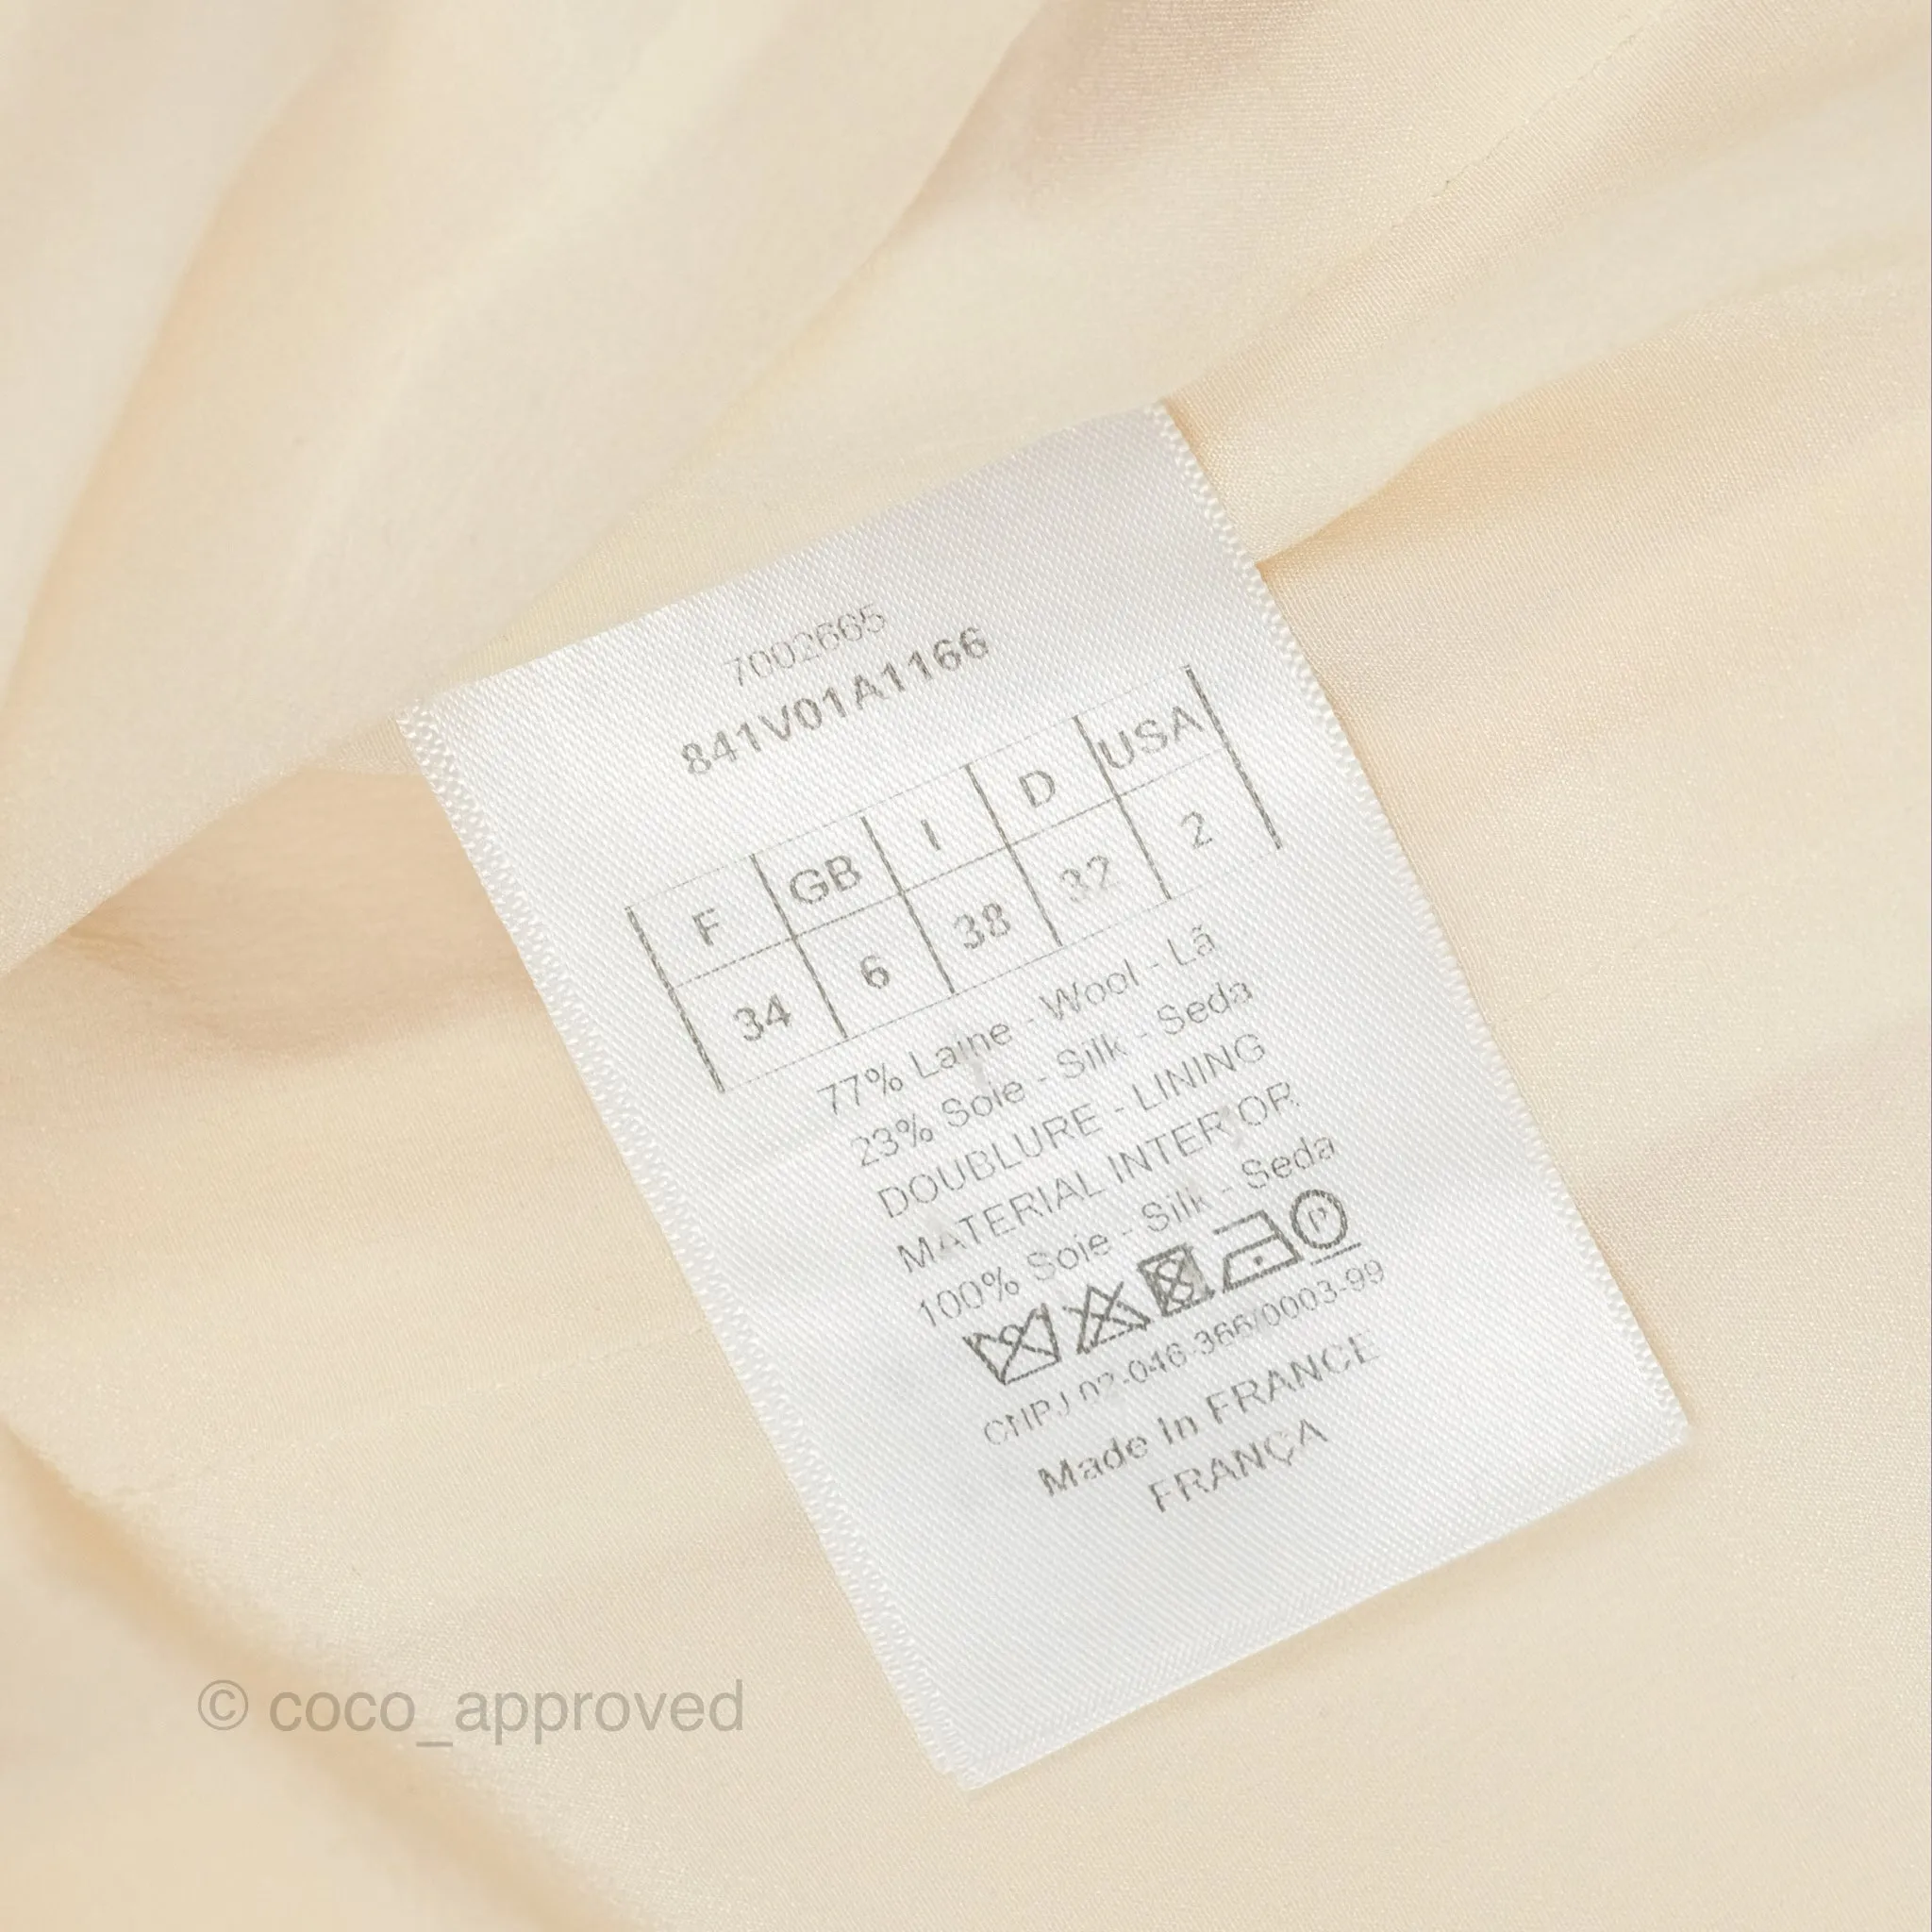 7002665
841V01A1166
F GB I D USA
34 6 38 32 2
77% Laine - Wool - Lã
23% Soie - Silk - Seda
DOUBLURE - LINING
MATERIAL INTERIOR
100% Soie - Silk - Seda
P
CNPJ 02-046-366/0003-99
Made In FRANCE
FRANÇA
© coco_approved